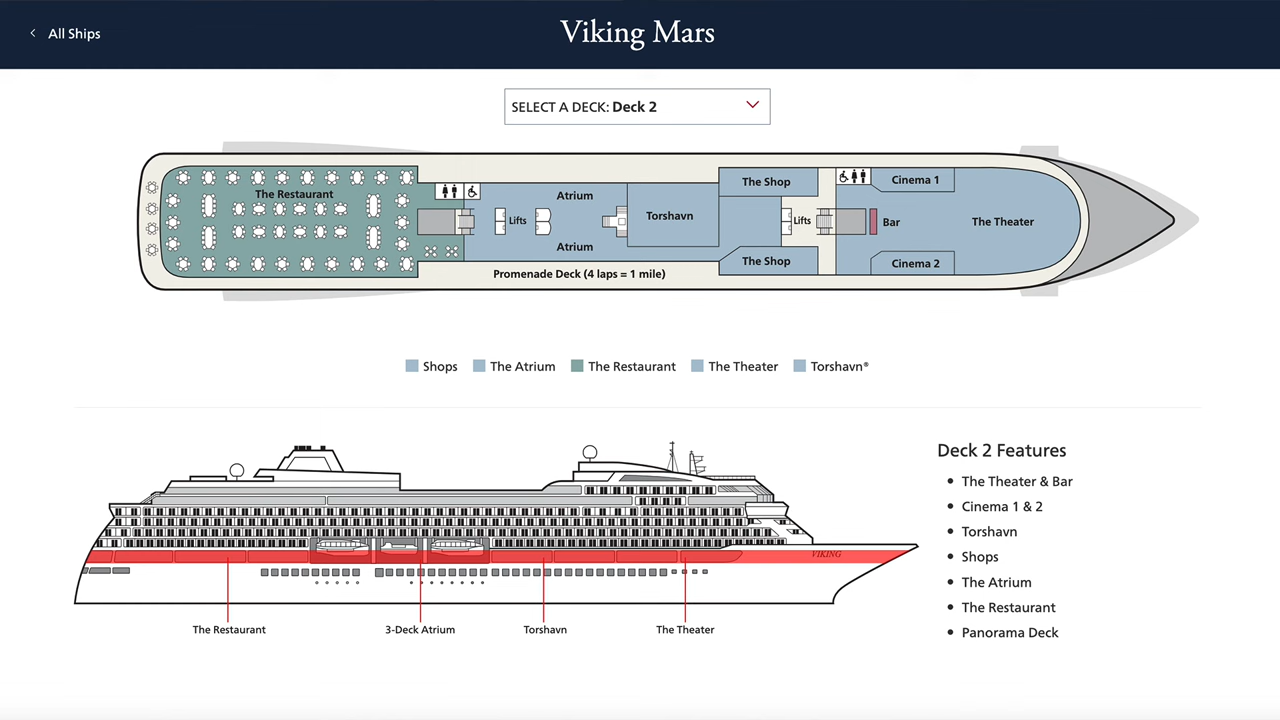 All Ships
Viking Mars
SELECT A DECK: Deck 2
The Restaurant
Atrium
Lifts
Atrium
Torshavn
The Shop
The Shop
Lifts
Cinema 1
Bar
The Theater
Cinema 2
Promenade Deck (4 laps = 1 mile)
Shops
The Atrium
The Restaurant
The Theater
Torshavn®
VIKING
The Restaurant
3-Deck Atrium
Torshavn
The Theater
Deck 2 Features
• The Theater & Bar
• Cinema 1 & 2
• Torshavn
• Shops
• The Atrium
• The Restaurant
• Panorama Deck